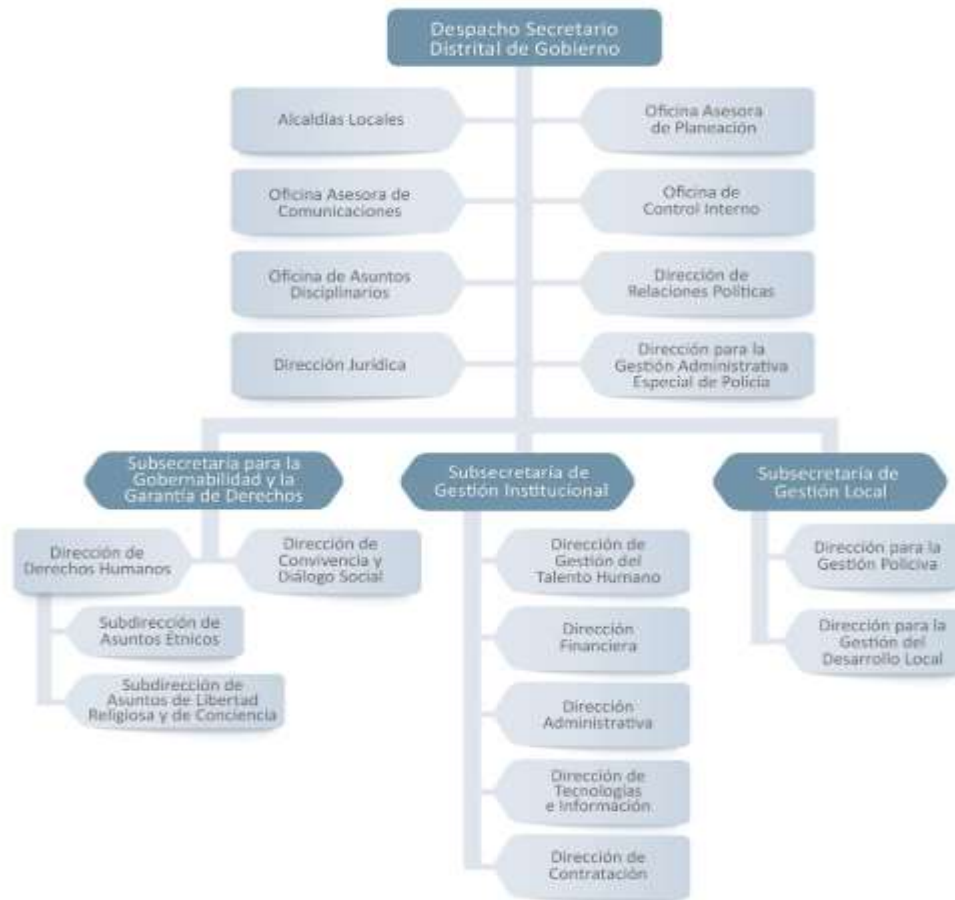 Despacho Secretario
Distrital de Gobierno
Alcaldías Locales
Oficina Asesora
de Planeación
Oficina Asesora de
Comunicaciones
Oficina de
Control Interno
Oficina de Asuntos
Disciplinarios
Dirección de
Relaciones Políticas
Dirección Jurídica
Dirección para la
Gestión Administrativa
Especial de Policía
Subsecretaría para la
Gobernabilidad y la
Garantía de Derechos
Subsecretaría de
Gestión Institucional
Subsecretaría de
Gestión Local
Dirección de
Derechos Humanos
Dirección de
Convivencia y
Diálogo Social
Subdirección de
Asuntos Étnicos
Subdirección de
Asuntos de Libertad
Religiosa y de Conciencia
Dirección de
Gestión del
Talento Humano
Dirección
Financiera
Dirección
Administrativa
Dirección de
Tecnologías
e Información
Dirección de
Contratación
Dirección para la
Gestión Policiva
Dirección para la
Gestión del
Desarrollo Local